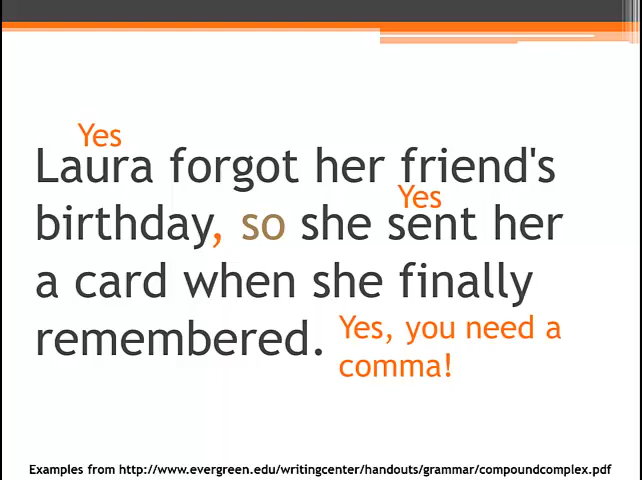 Yes
Laura forgot her friend's
Yes
birthday, so she sent her
a card when she finally
remembered.
Yes, you need a
comma!
Examples from http://www.evergreen.edu/writingcenter/handouts/grammar/compoundcomplex.pdf